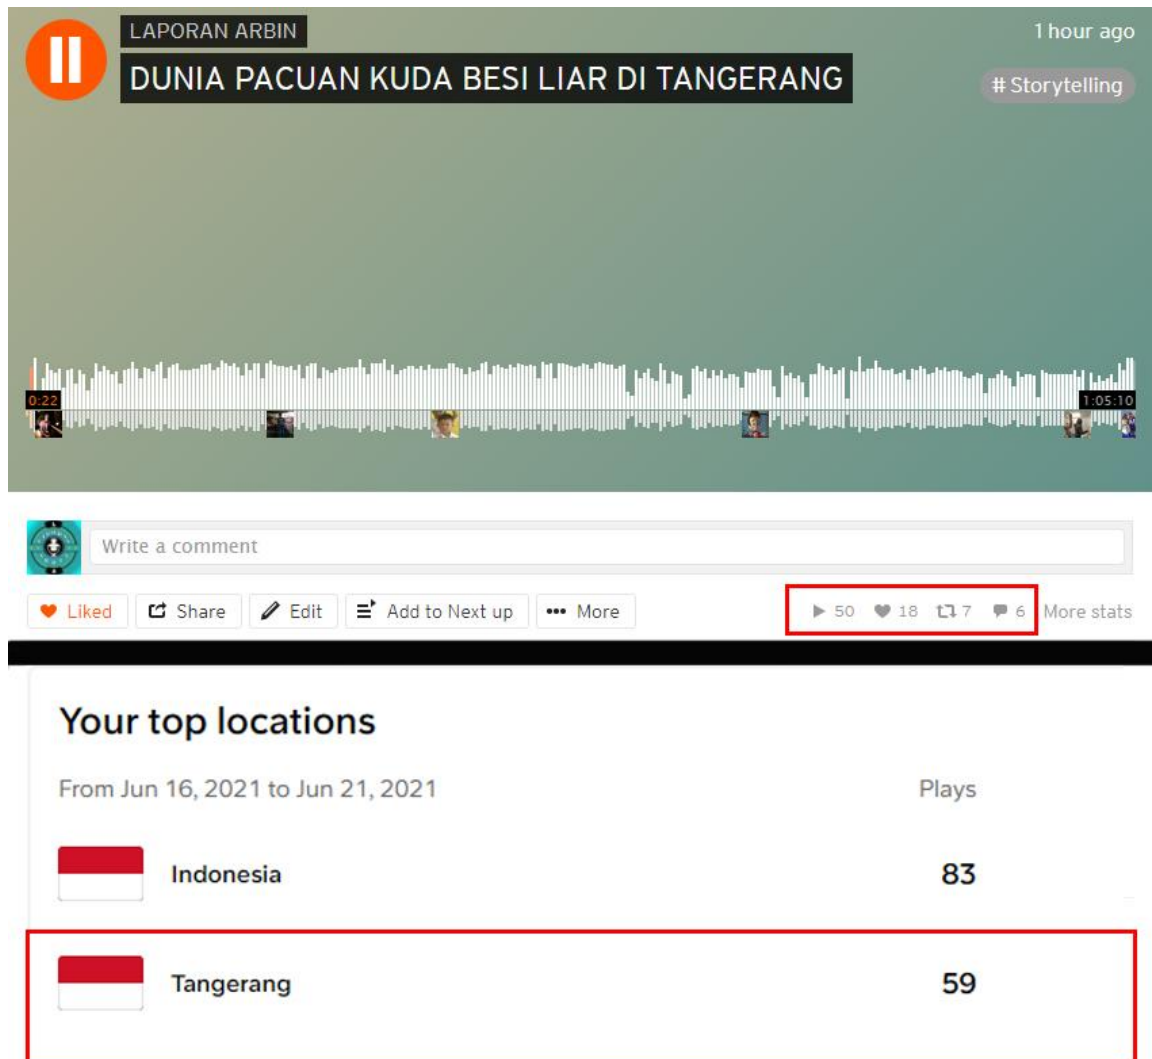 LAPORAN ARBIN
1 hour ago
DUNIA PACUAN KUDA BESI LIAR DI TANGERANG
# Storytelling
0:22
1:05:10
Write a comment
Liked Share Edit Add to Next up More
50 18 7 6 More stats
Your top locations
From Jun 16, 2021 to Jun 21, 2021 Plays
Indonesia 83
Tangerang 59